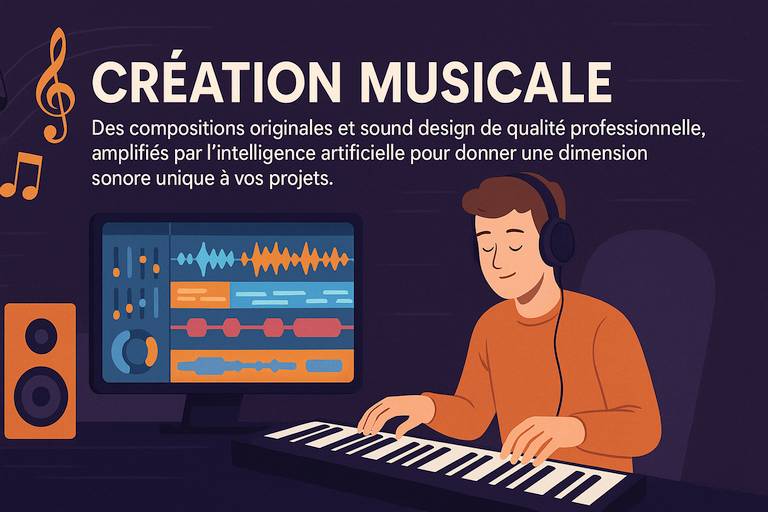 CRÉATION MUSICALE
Des compositions originales et sound design de qualité professionnelle,
amplifiés par l’intelligence artificielle pour donner une dimension
sonore unique à vos projets.